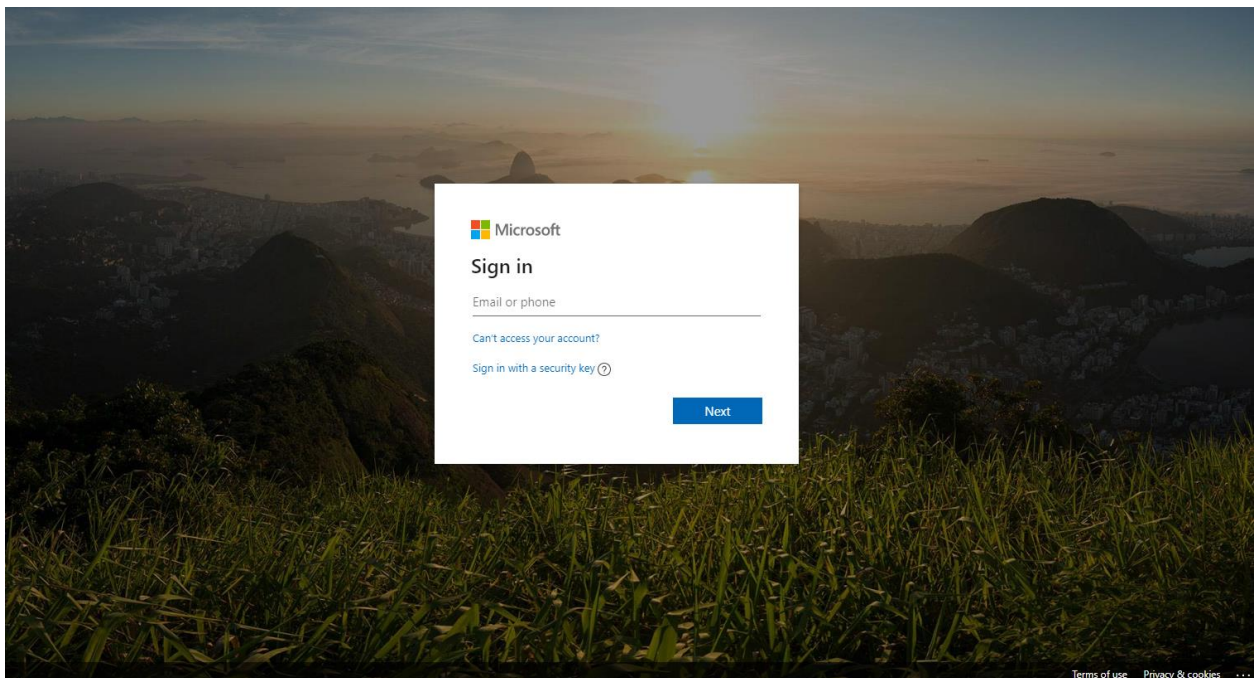 Microsoft
Sign in
Email or phone
Can't access your account?
Sign in with a security key
Next
Terms of use Privacy & cookies ...